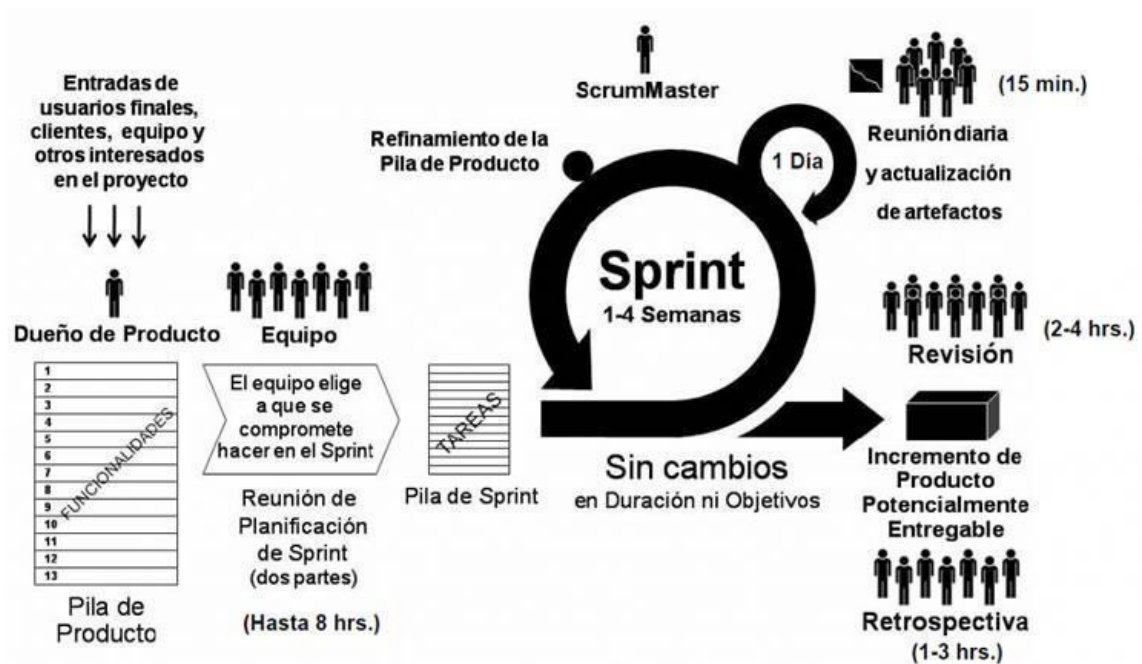 Entradas de
usuarios finales,
clientes, equipo y
otros interesados
en el proyecto
Dueño de Producto
1
2
3
4
5
6
7
8
9
10
11
12
13
FUNCIONALIDADES
Pila de
Producto
Equipo
El equipo elige
a que se
compromete
hacer en el Sprint
Reunión de
Planificación
de Sprint
(dos partes)
(Hasta 8 hrs.)
TAREAS
Pila de Sprint
ScrumMaster
Refinamiento de la
Pila de Producto
1 Día
Sprint
1-4 Semanas
Sin cambios
en Duración ni Objetivos
(15 min.)
Reunión diaria
y actualización
de artefactos
(2-4 hrs.)
Revisión
Incremento de
Producto
Potencialmente
Entregable
Retrospectiva
(1-3 hrs.)